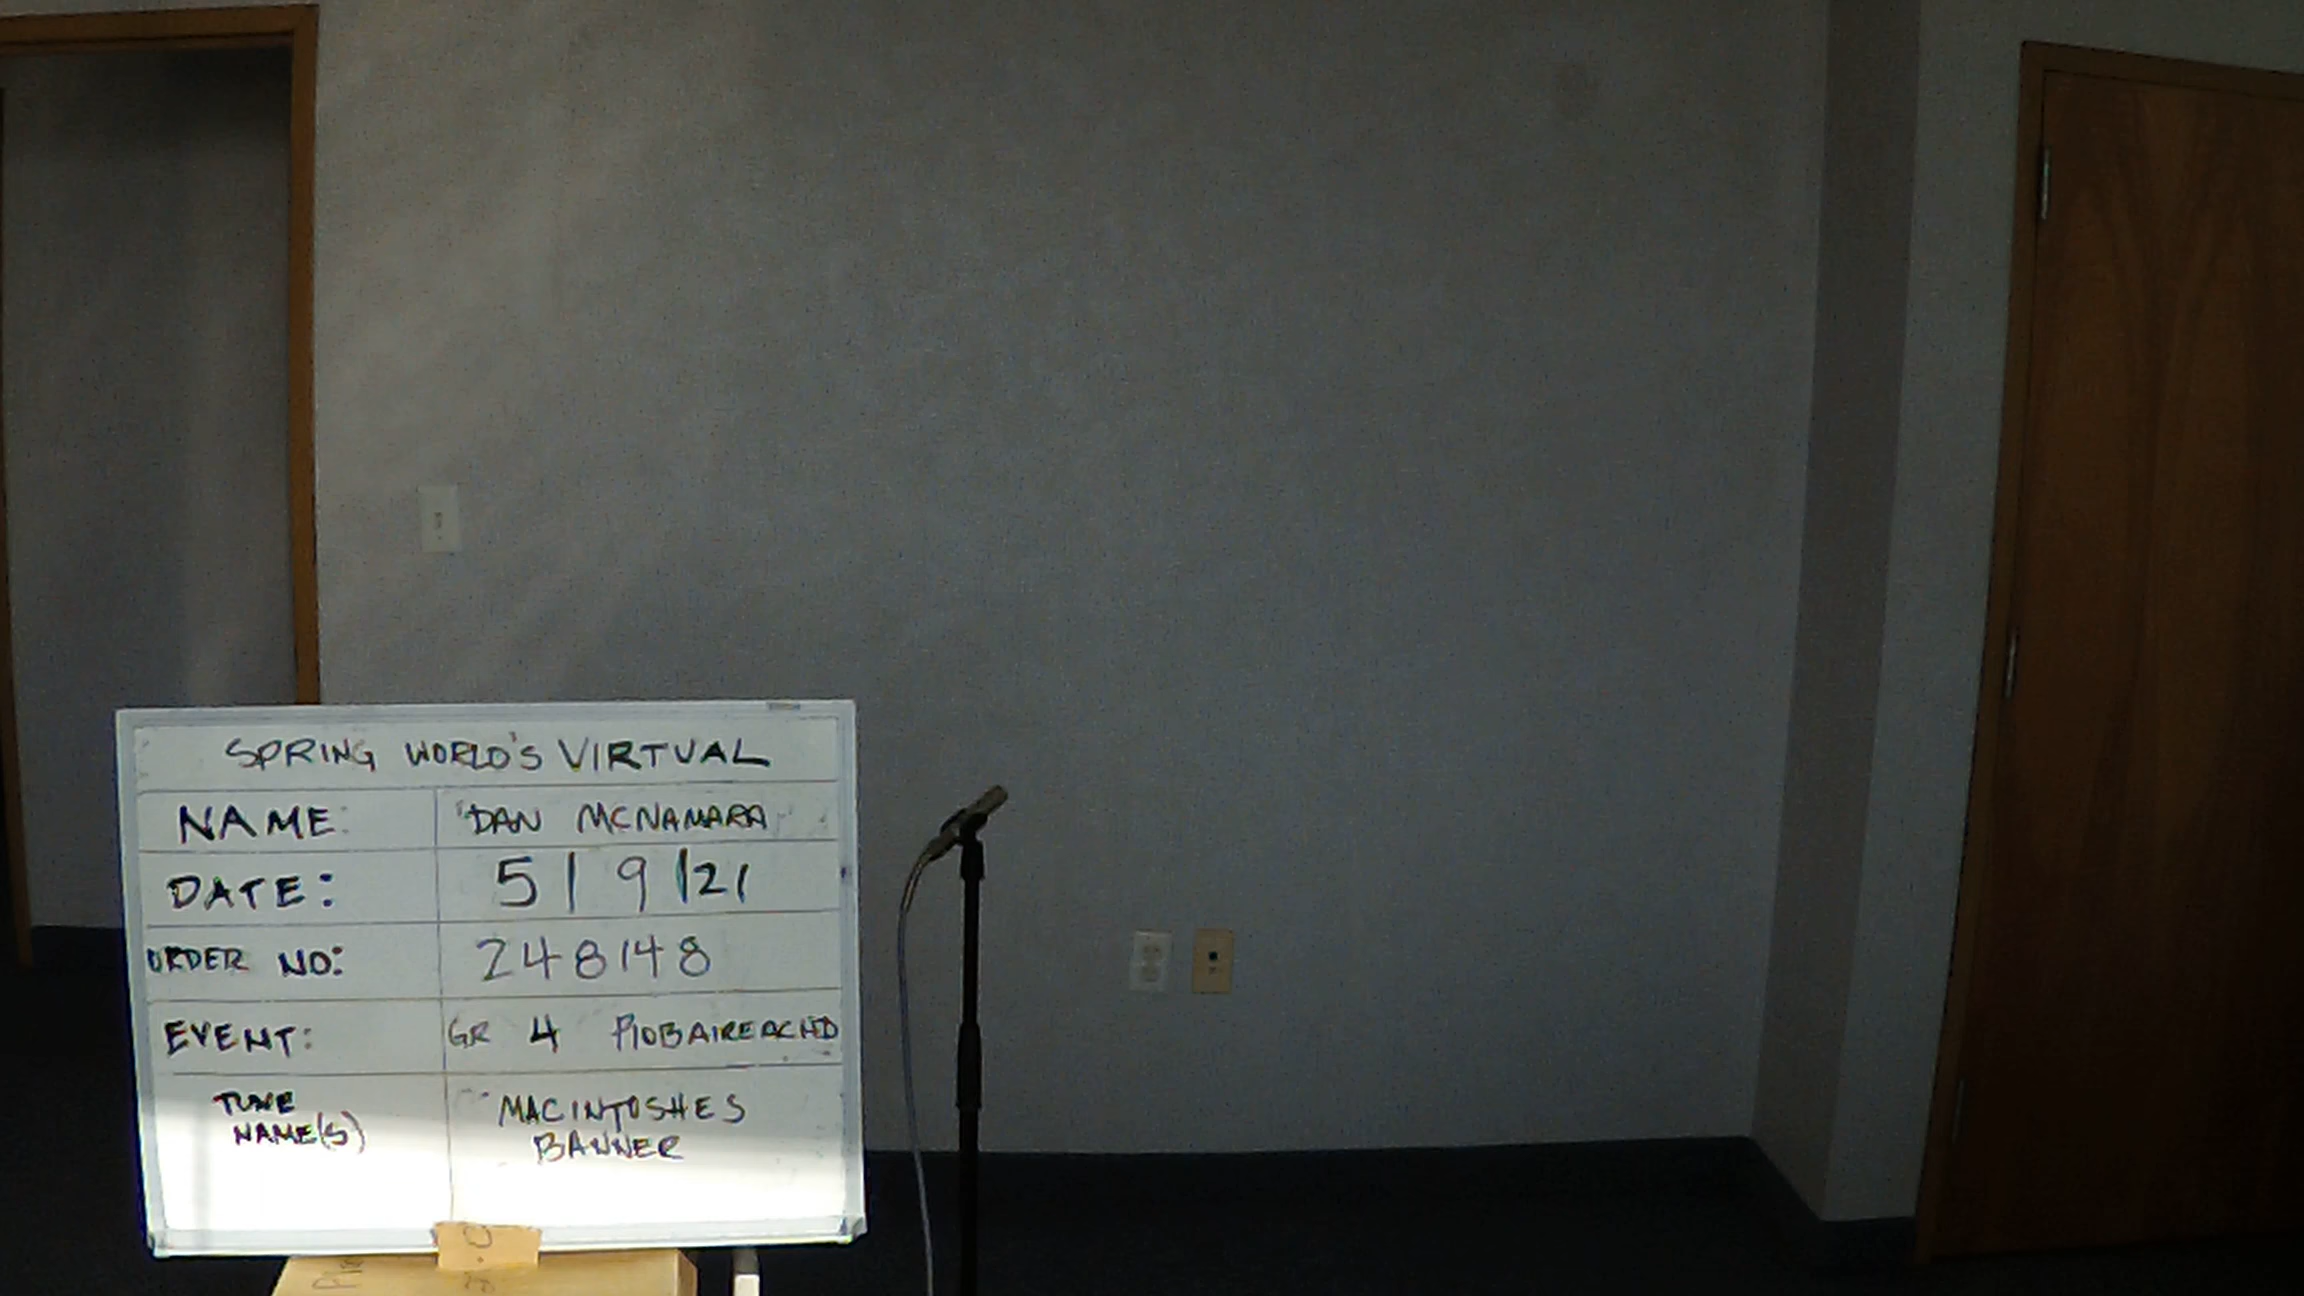 SPRING WORLD'S VIRTUAL
NAME: DAN MCNAMARA
DATE: 5/9/21
ORDER NO: 248148
EVENT: GR 4 PIOBAIREACHD
TUNE NAME(S) MACINTOSHES
BANNER